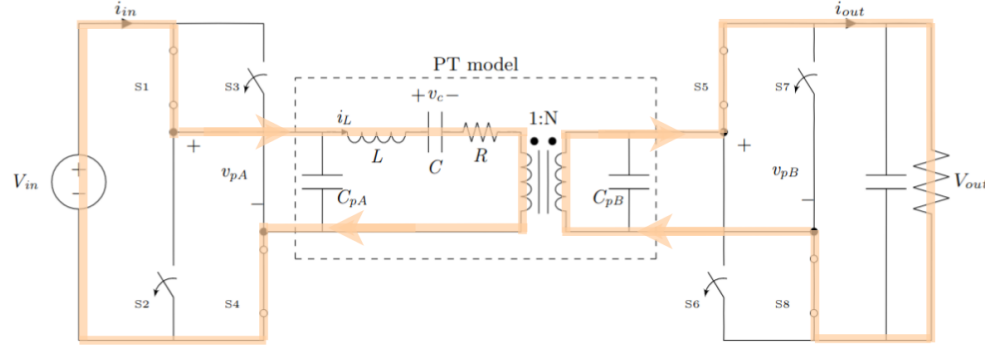 i_in
i_out
PT model
+ v_c −
S1
S3
i_L
1:N
S5
S7
L
C
R
+
+
V_in
+
−
v_pA
C_pA
C_pB
v_pB
V_out
−
−
S2
S4
S6
S8